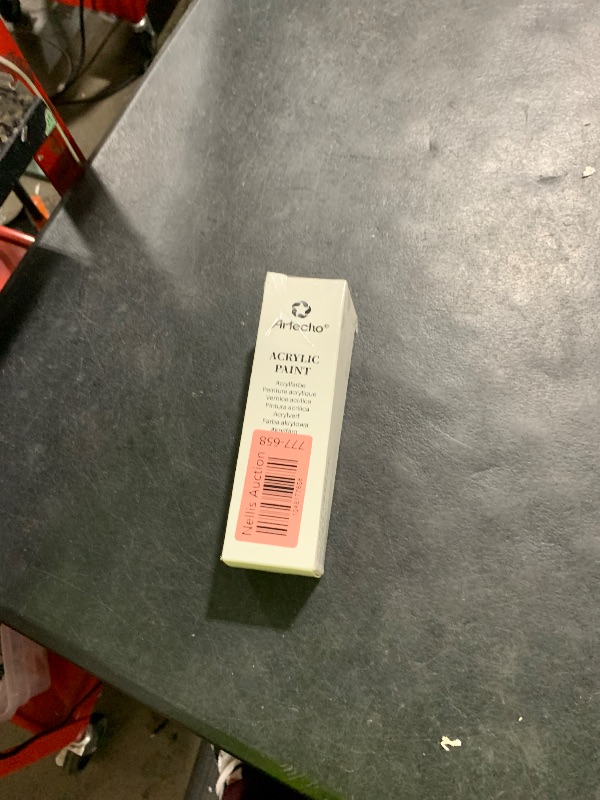 Artecho®
ACRYLIC
PAINT
Acrylfarbe
Peinture acrylique
Vernice acrilica
Pintura acrílica
Acrylverf
Farba akrylowa
777-658
Nellis Auction